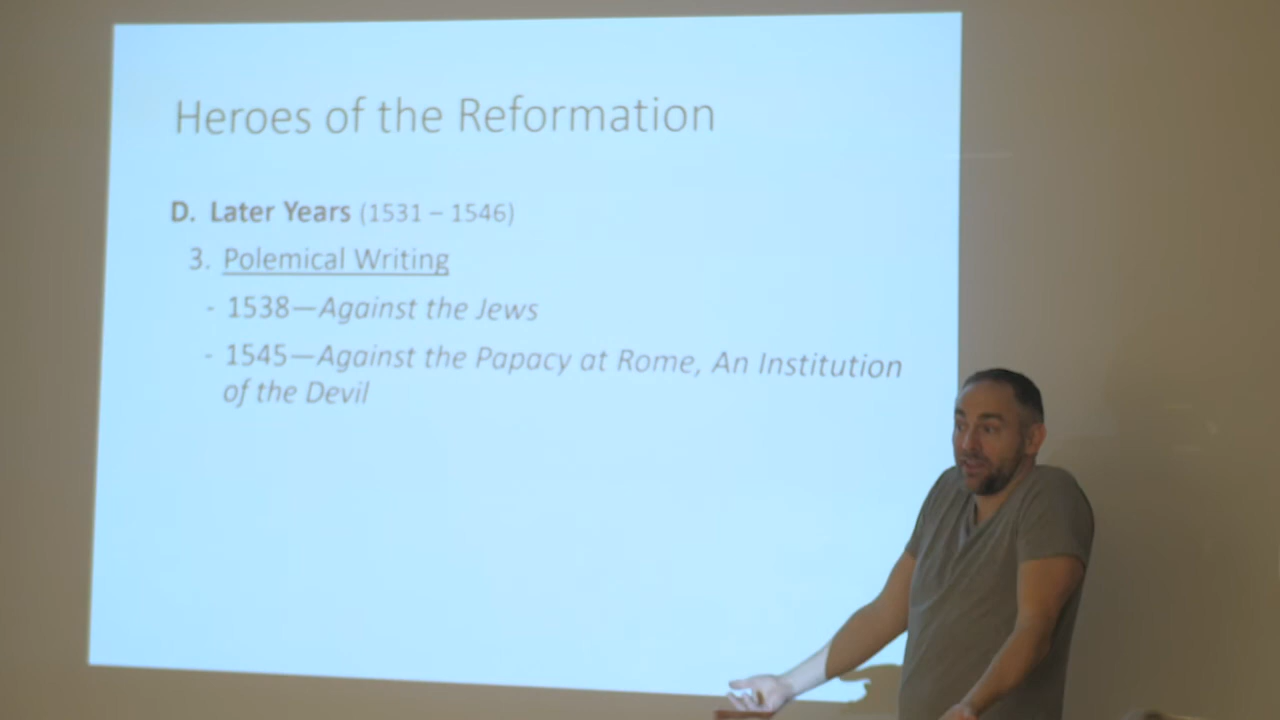 Heroes of the Reformation
D. Later Years (1531 – 1546)
3. Polemical Writing
- 1538—Against the Jews
- 1545—Against the Papacy at Rome, An Institution
of the Devil